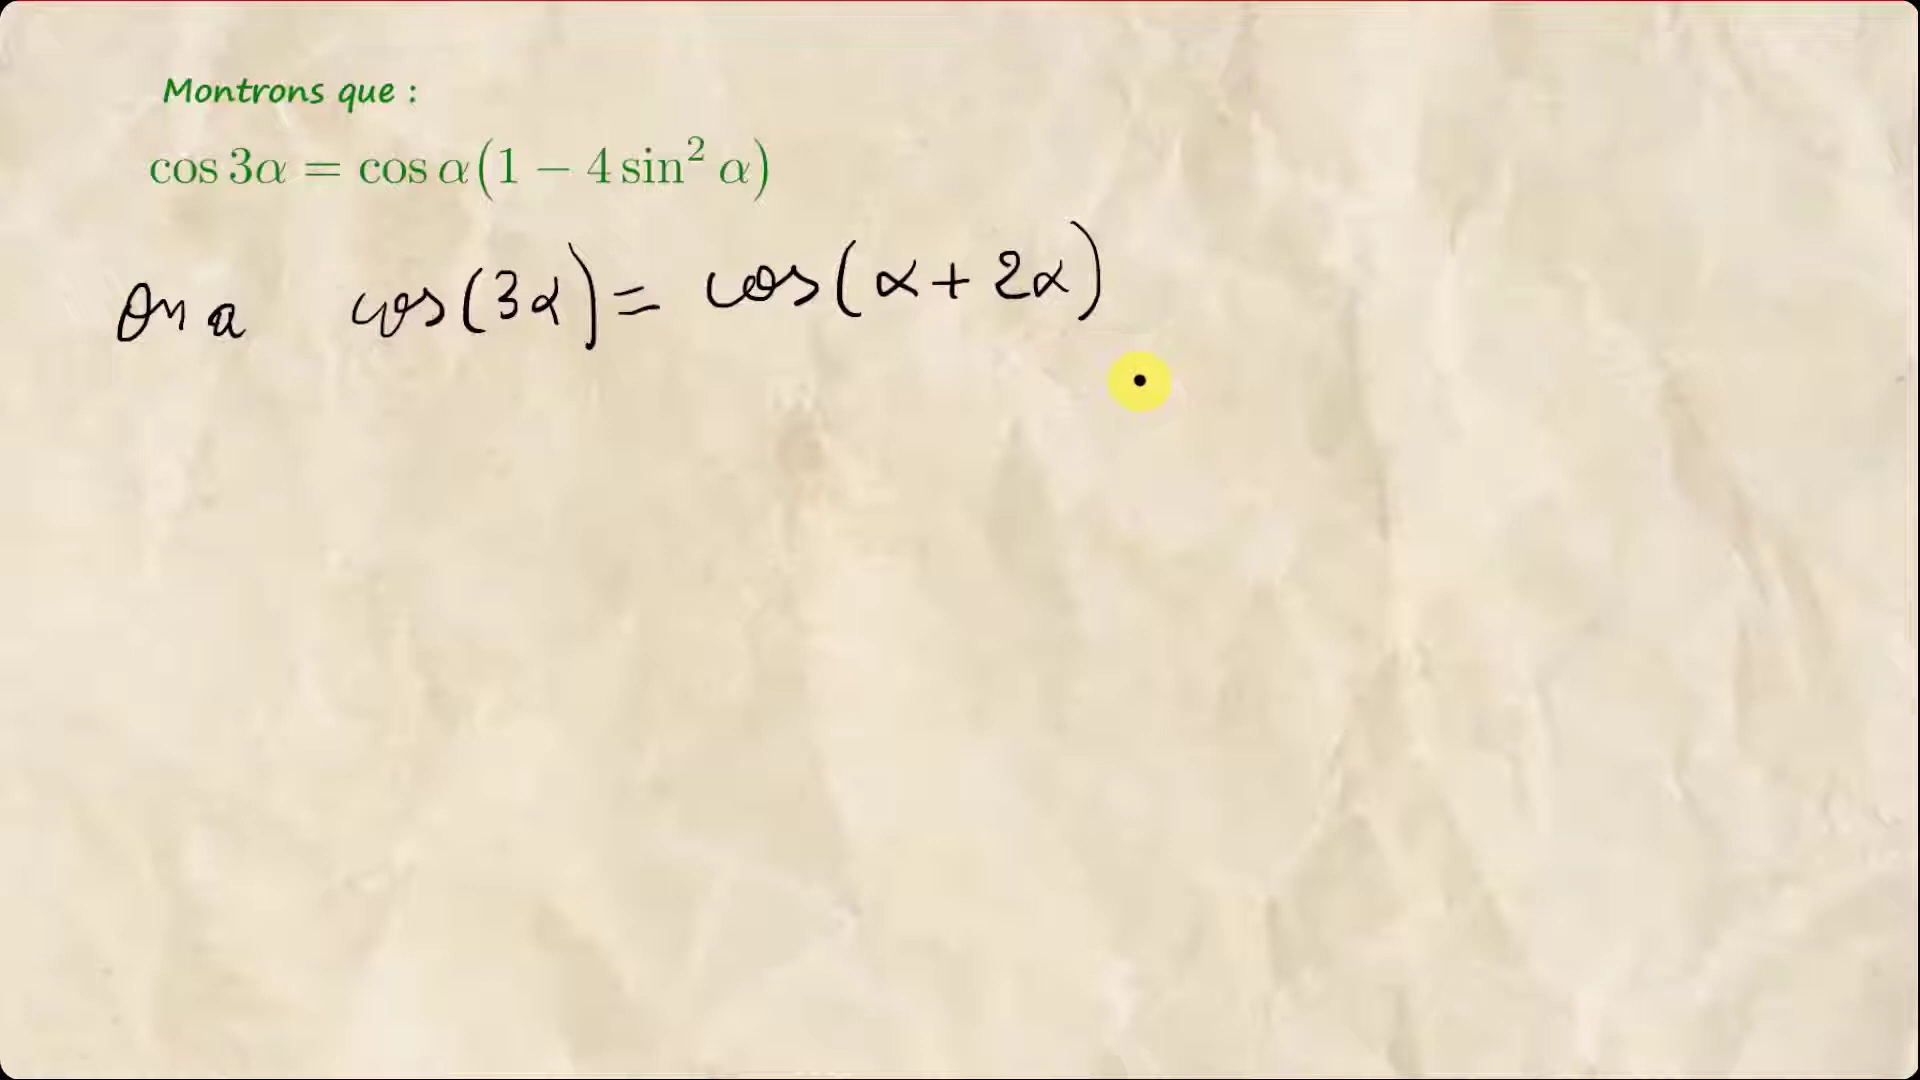 Montrons que :
cos 3α = cos α(1 − 4 sin² α)
On a cos(3α) = cos(α + 2α)